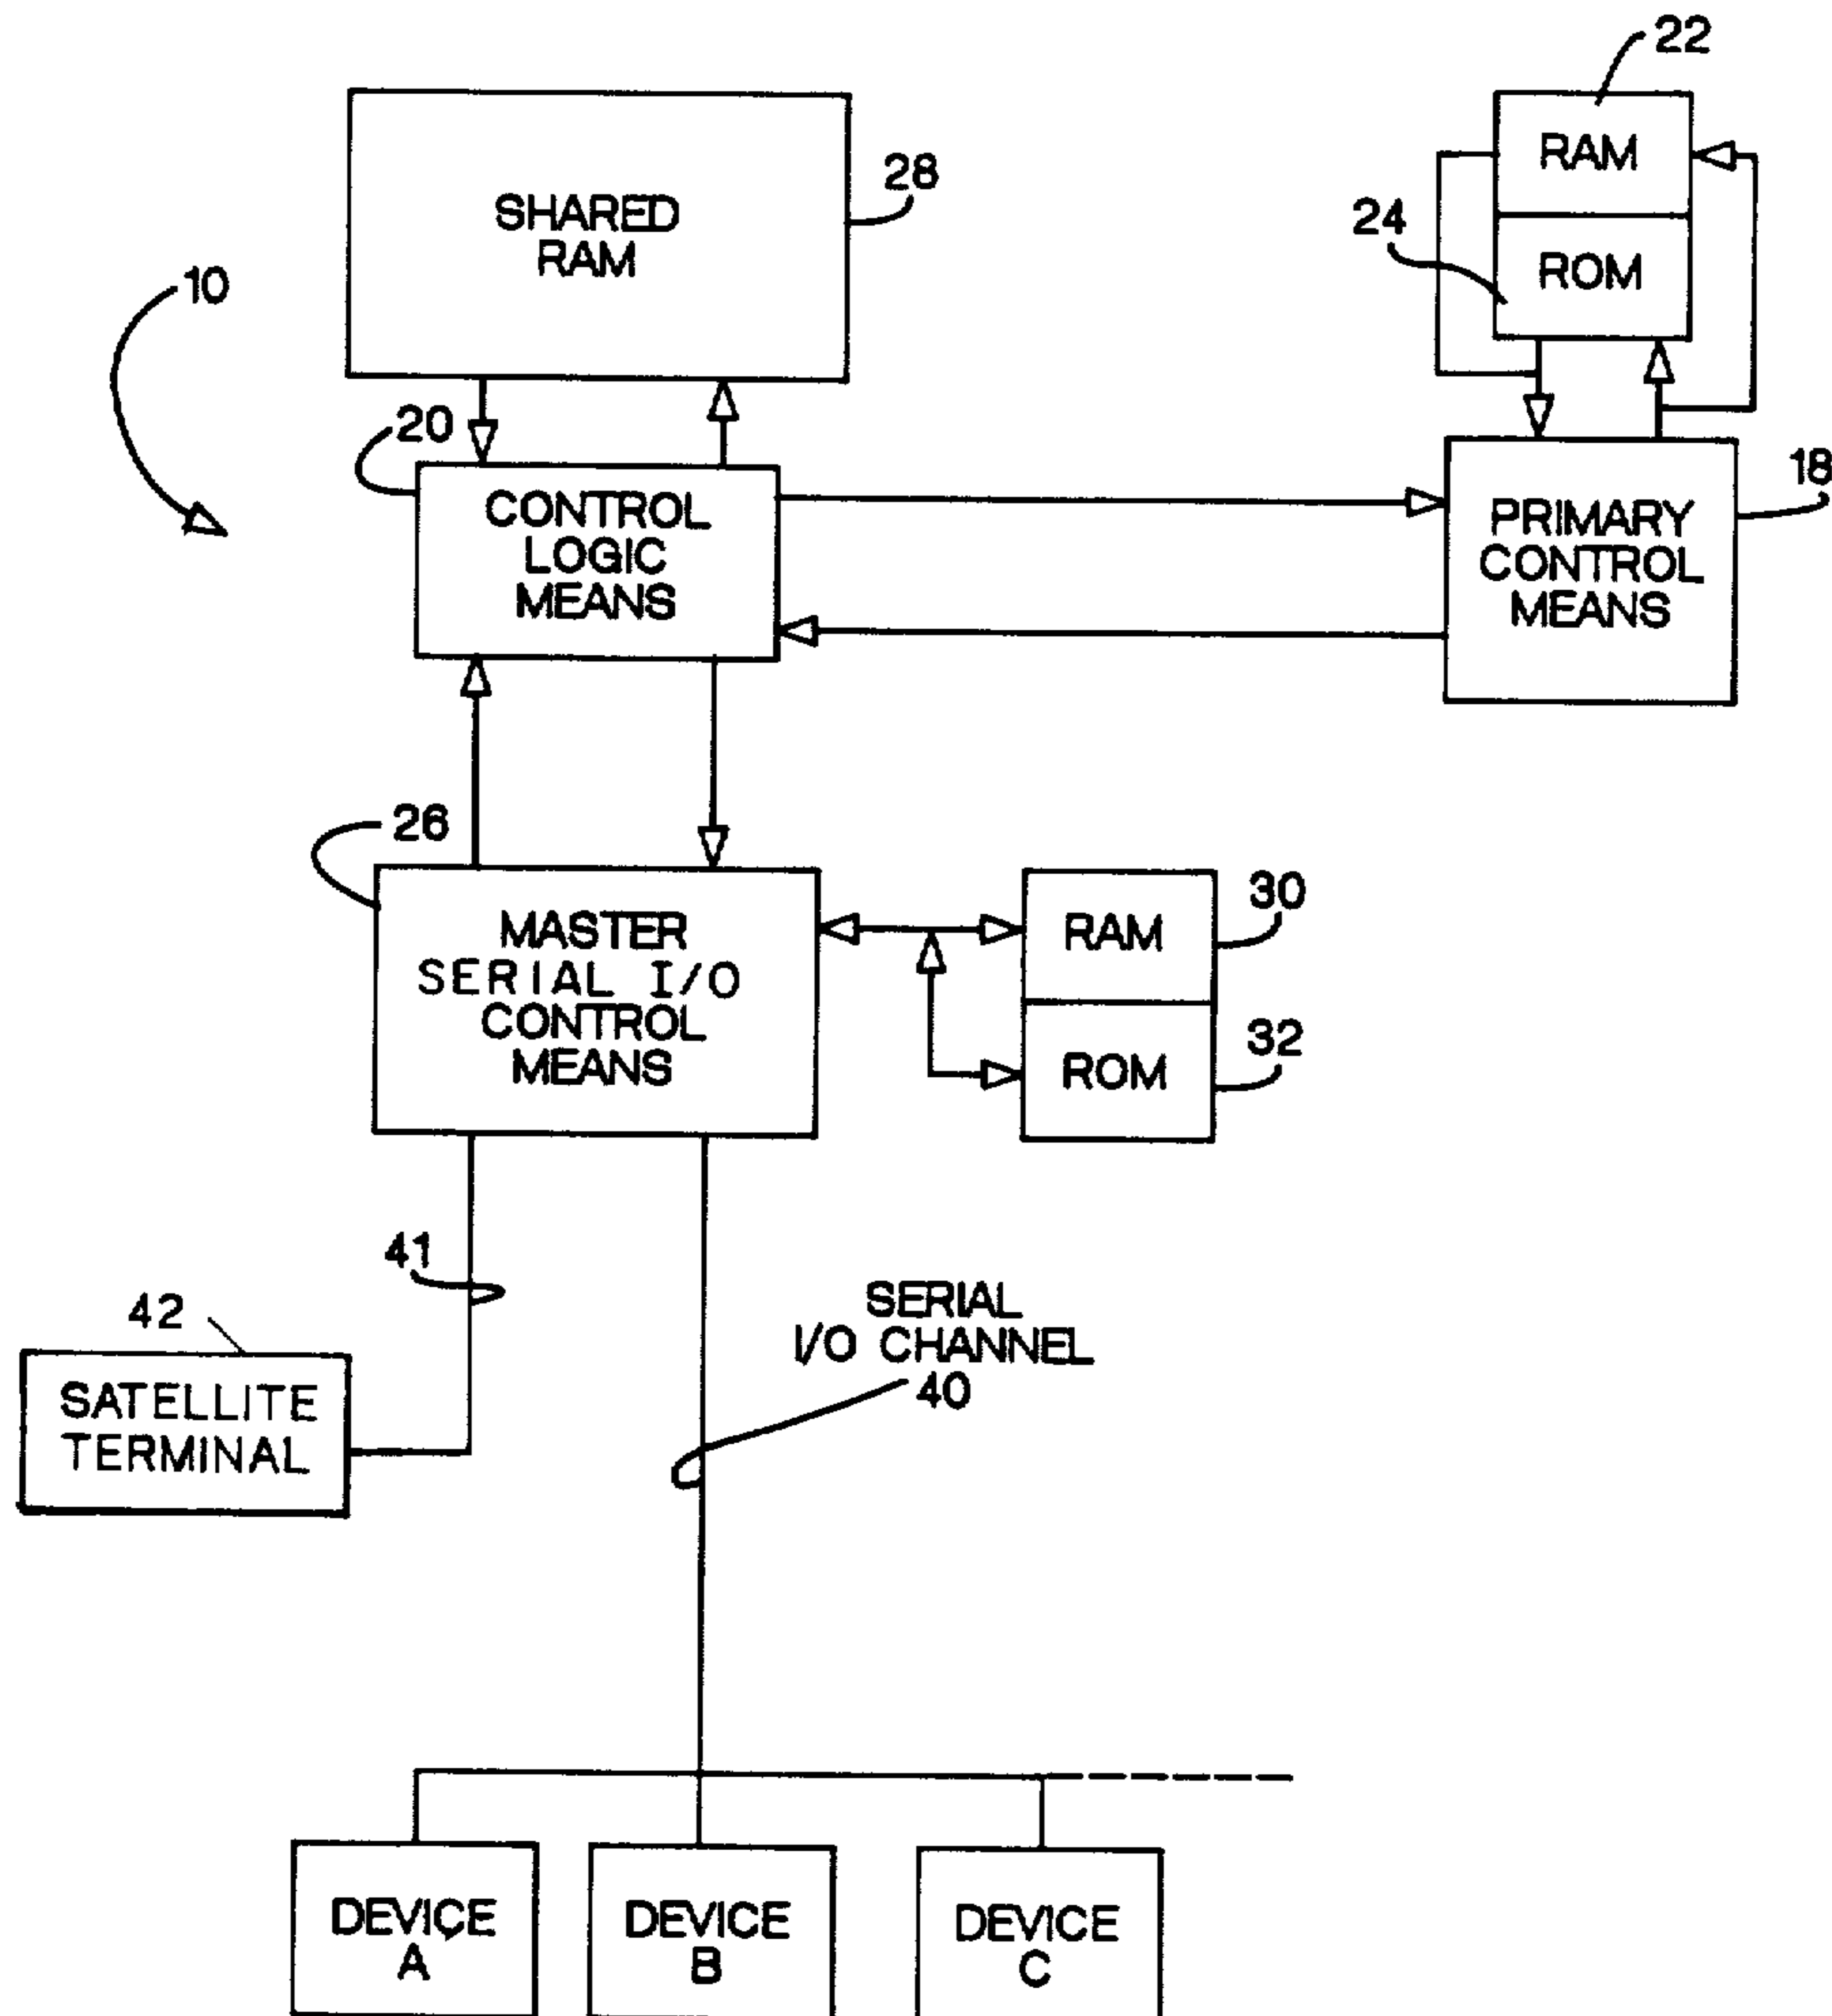 22
RAM
28
SHARED
RAM
24
ROM
10
20
18
CONTROL
LOGIC
MEANS
PRIMARY
CONTROL
MEANS
26
30
MASTER
SERIAL I/O
CONTROL
MEANS
RAM
32
ROM
41
SERIAL
I/O CHANNEL
40
42
SATELLITE
TERMINAL
DEVICE
A
DEVICE
B
DEVICE
C